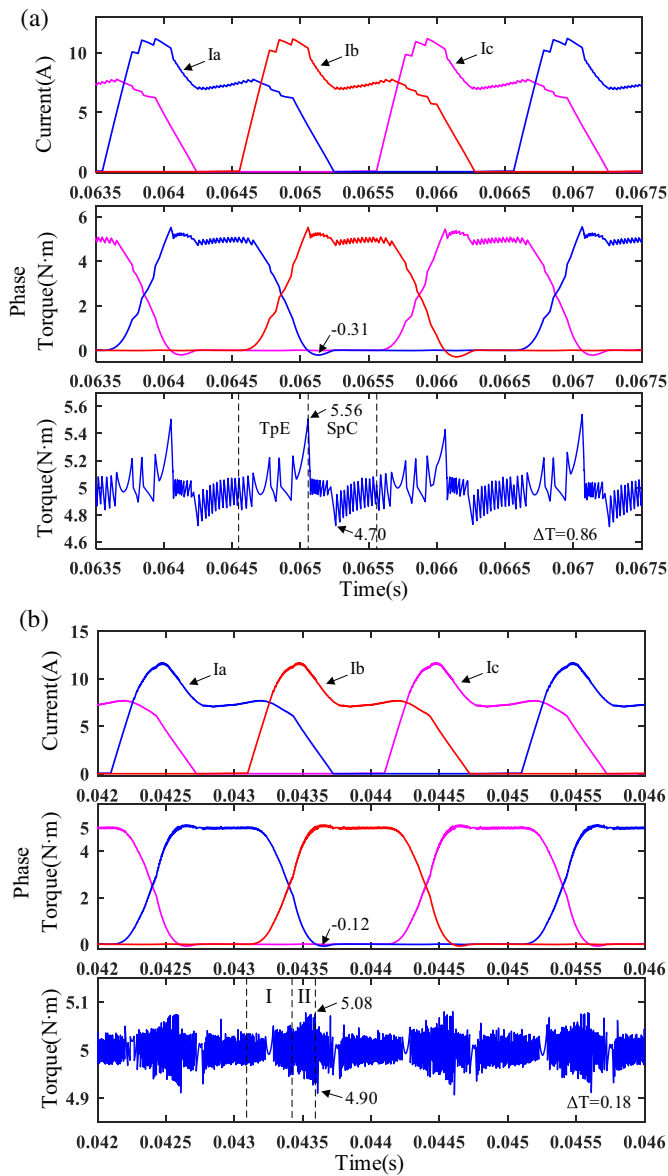 (a)
Current(A)
10
5
0
Ia
Ib
Ic
0.0635 0.064 0.0645 0.065 0.0655 0.066 0.0665 0.067 0.0675
Phase
Torque(N·m)
6
4
2
0
-0.31
0.0635 0.064 0.0645 0.065 0.0655 0.066 0.0665 0.067 0.0675
Torque(N·m)
5.6
5.4
5.2
5
4.8
4.6
TpE
SpC
5.56
4.70
ΔT=0.86
0.0635 0.064 0.0645 0.065 0.0655 0.066 0.0665 0.067 0.0675
Time(s)
(b)
Current(A)
15
10
5
0
Ia
Ib
Ic
0.042 0.0425 0.043 0.0435 0.044 0.0445 0.045 0.0455 0.046
Phase
Torque(N·m)
6
4
2
0
-0.12
0.042 0.0425 0.043 0.0435 0.044 0.0445 0.045 0.0455 0.046
Torque(N·m)
5.1
5
4.9
I
II
5.08
4.90
ΔT=0.18
0.042 0.0425 0.043 0.0435 0.044 0.0445 0.045 0.0455 0.046
Time(s)